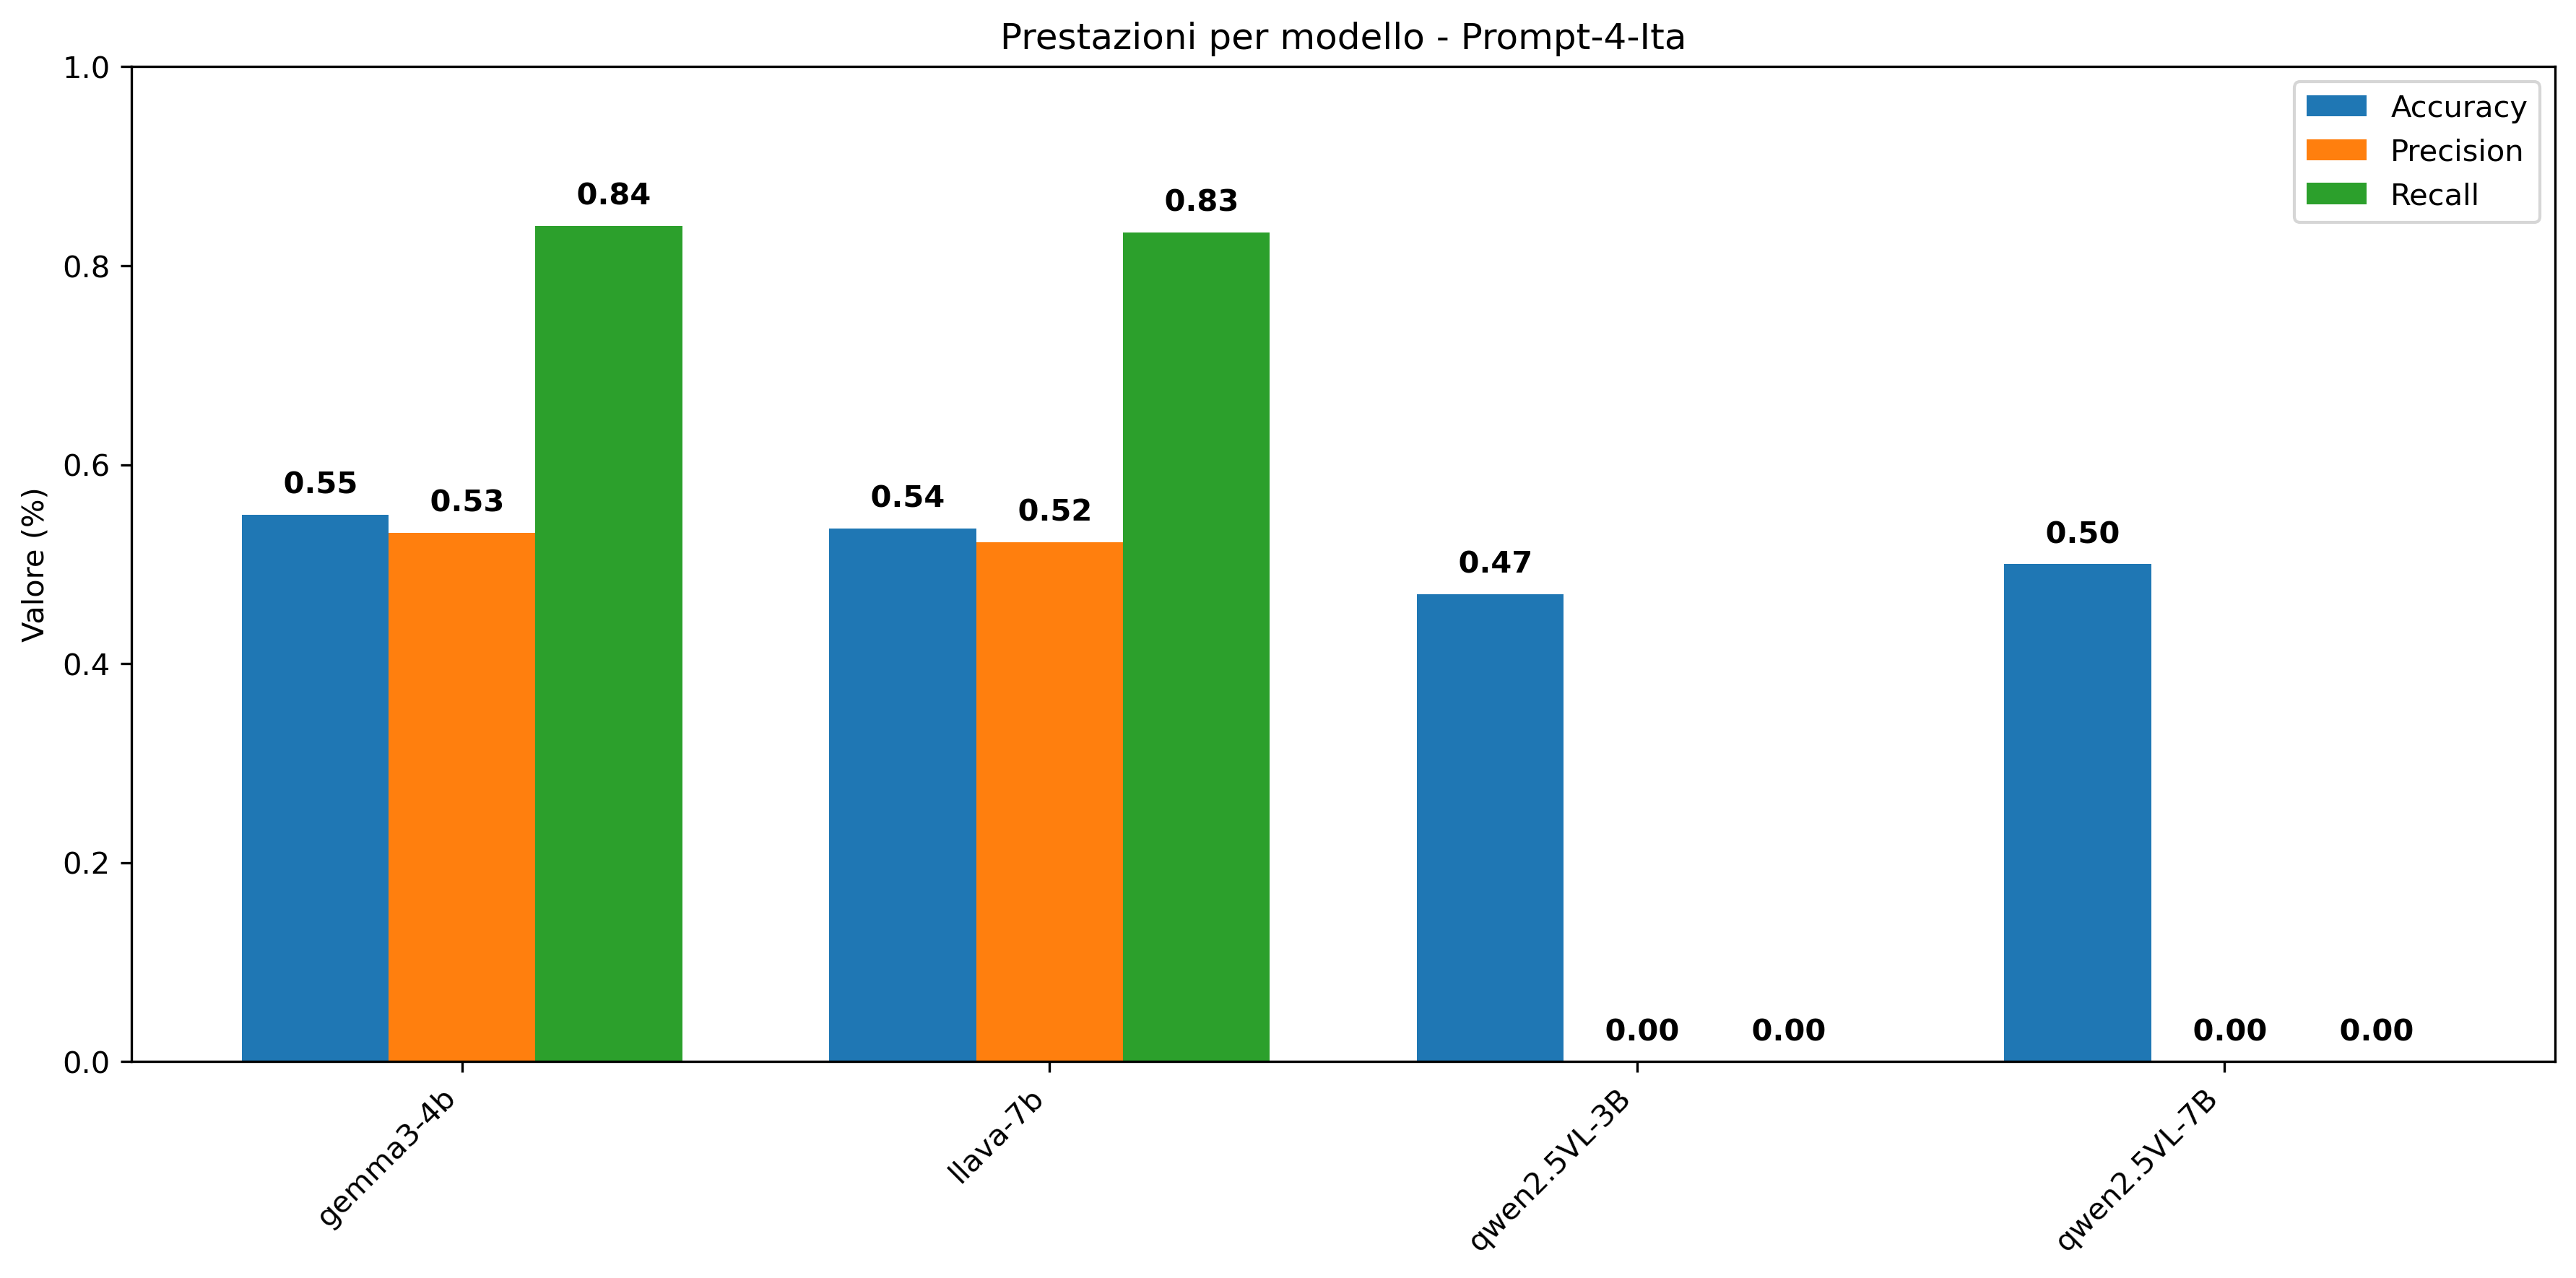 Prestazioni per modello - Prompt-4-Ita
Accuracy
Precision
Recall
Valore (%)
1.0
0.8
0.6
0.4
0.2
0.0
0.55
0.53
0.84
0.54
0.52
0.83
0.47
0.00
0.00
0.50
0.00
0.00
gemma3-4b
llava-7b
qwen2.5VL-3B
qwen2.5VL-7B